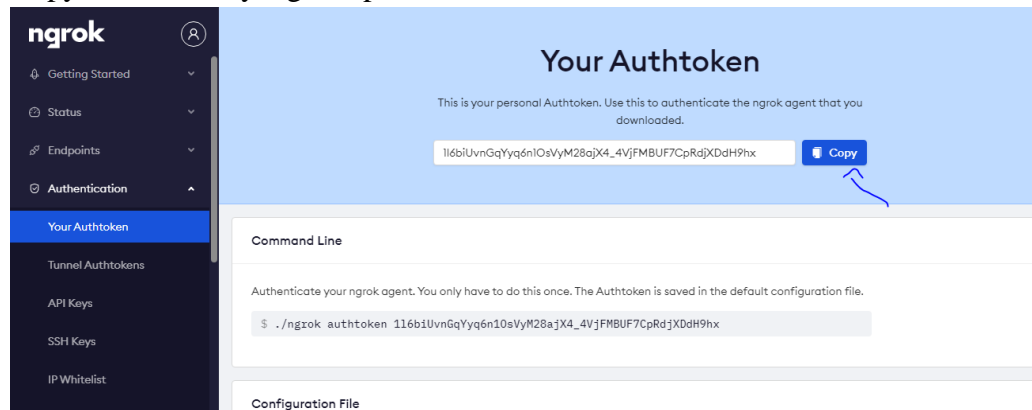 ngrok
Getting Started
Status
Endpoints
Authentication
Your Authtoken
Tunnel Authtokens
API Keys
SSH Keys
IP Whitelist
Your Authtoken
This is your personal Authtoken. Use this to authenticate the ngrok agent that you
downloaded.
1l6biUvnGqYyq6n1OsVyM28ajX4_4VjFMBUF7CpRdjXDdH9hx
Copy
Command Line
Authenticate your ngrok agent. You only have to do this once. The Authtoken is saved in the default configuration file.
$ ./ngrok authtoken 1l6biUvnGqYyq6n1OsVyM28ajX4_4VjFMBUF7CpRdjXDdH9hx
Configuration File